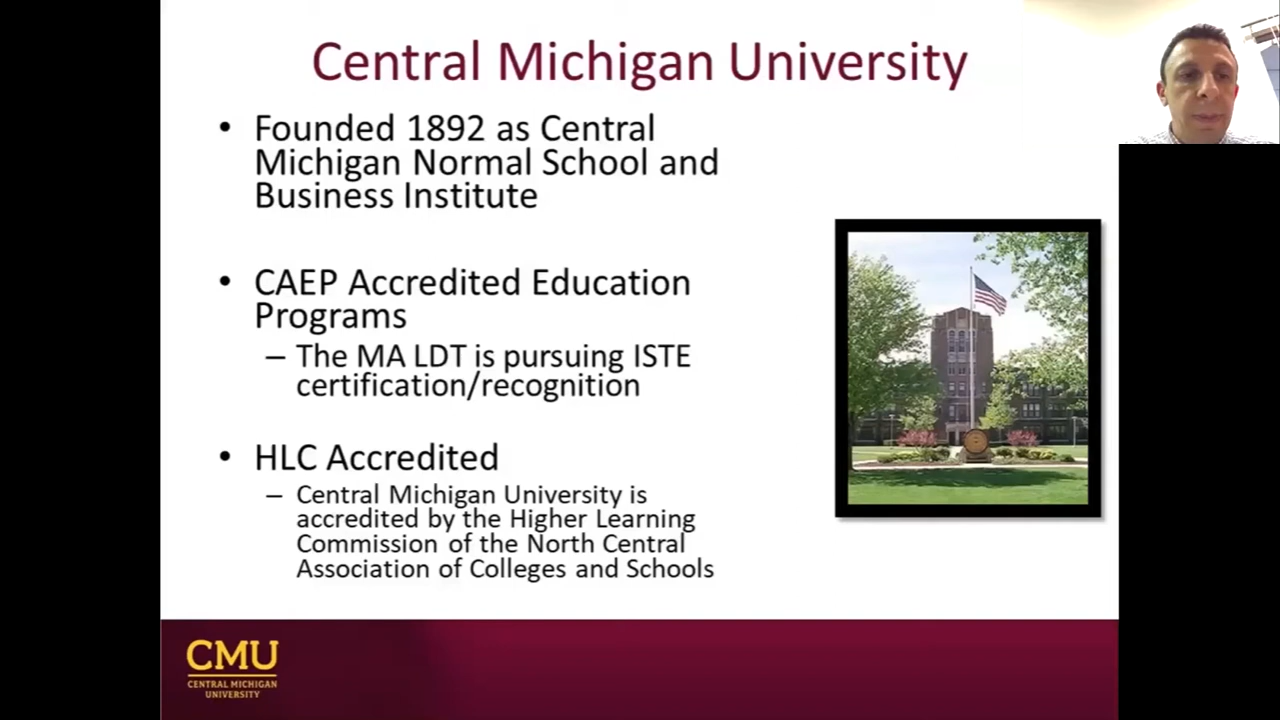 Central Michigan University
• Founded 1892 as Central
Michigan Normal School and
Business Institute
• CAEP Accredited Education
Programs
– The MA LDT is pursuing ISTE
certification/recognition
• HLC Accredited
– Central Michigan University is
accredited by the Higher Learning
Commission of the North Central
Association of Colleges and Schools
CMU
CENTRAL MICHIGAN
UNIVERSITY